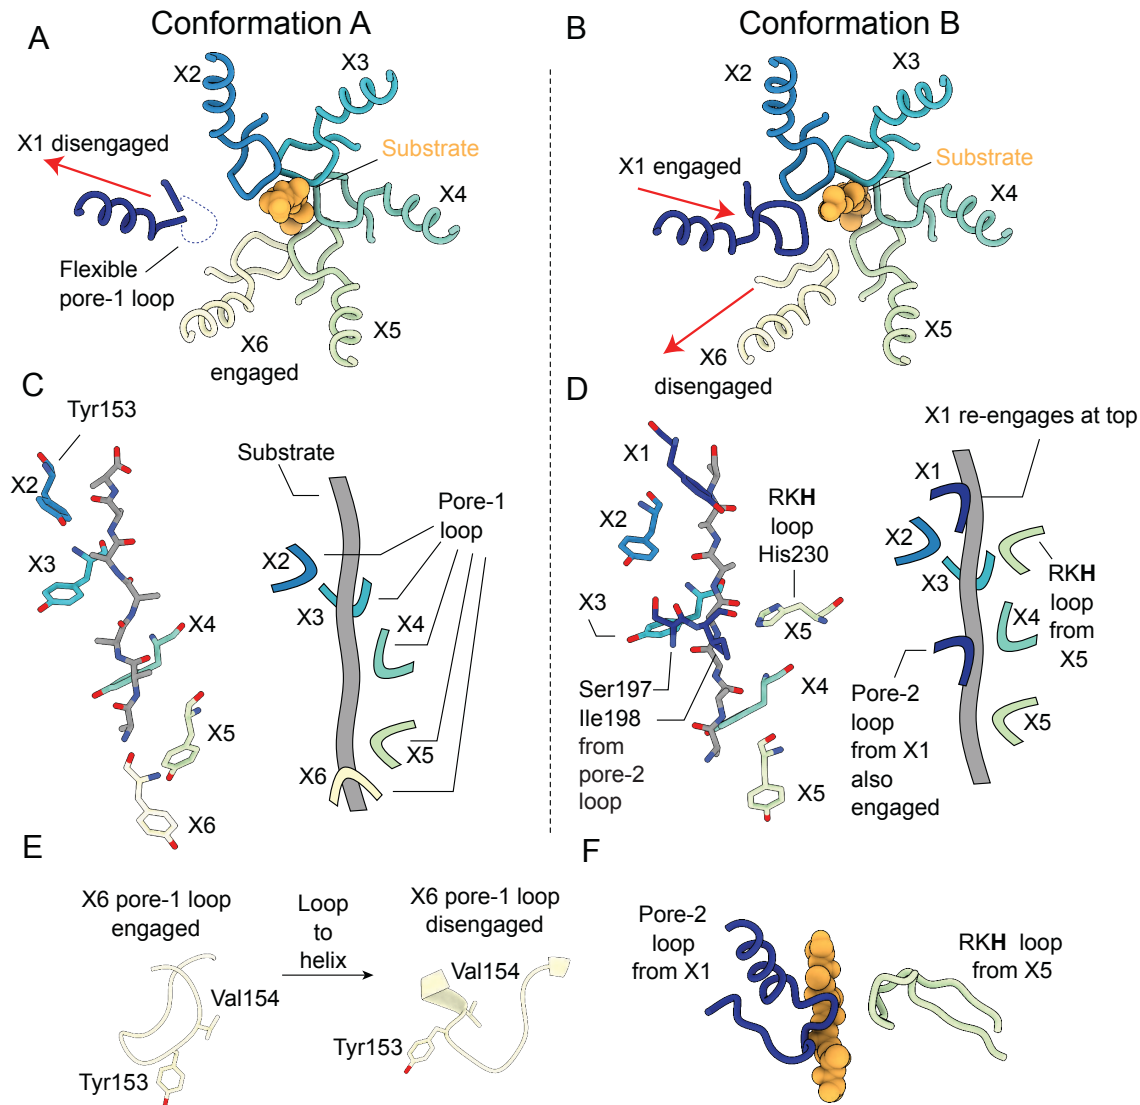 Conformation A
Conformation B
A
X2
X3
X1 disengaged
Substrate
X4
Flexible
pore-1 loop
X6
engaged
X5
B
X2
X3
X1 engaged
Substrate
X4
X6
disengaged
X5
C
Tyr153
X2
X3
X4
X5
X6
Substrate
Pore-1
loop
X2
X3
X4
X5
X6
D
X1
X2
X3
RKH
loop
His230
X5
X4
Ser197
Ile198
from
pore-2
loop
X5
X1 re-engages at top
X1
X2
X3
X4
RKH
loop
from
X5
Pore-2
loop
from X1
also
engaged
X5
E
X6 pore-1 loop
engaged
Val154
Tyr153
Loop
to
helix
X6 pore-1 loop
disengaged
Val154
Tyr153
F
Pore-2
loop
from X1
RKH loop
from X5